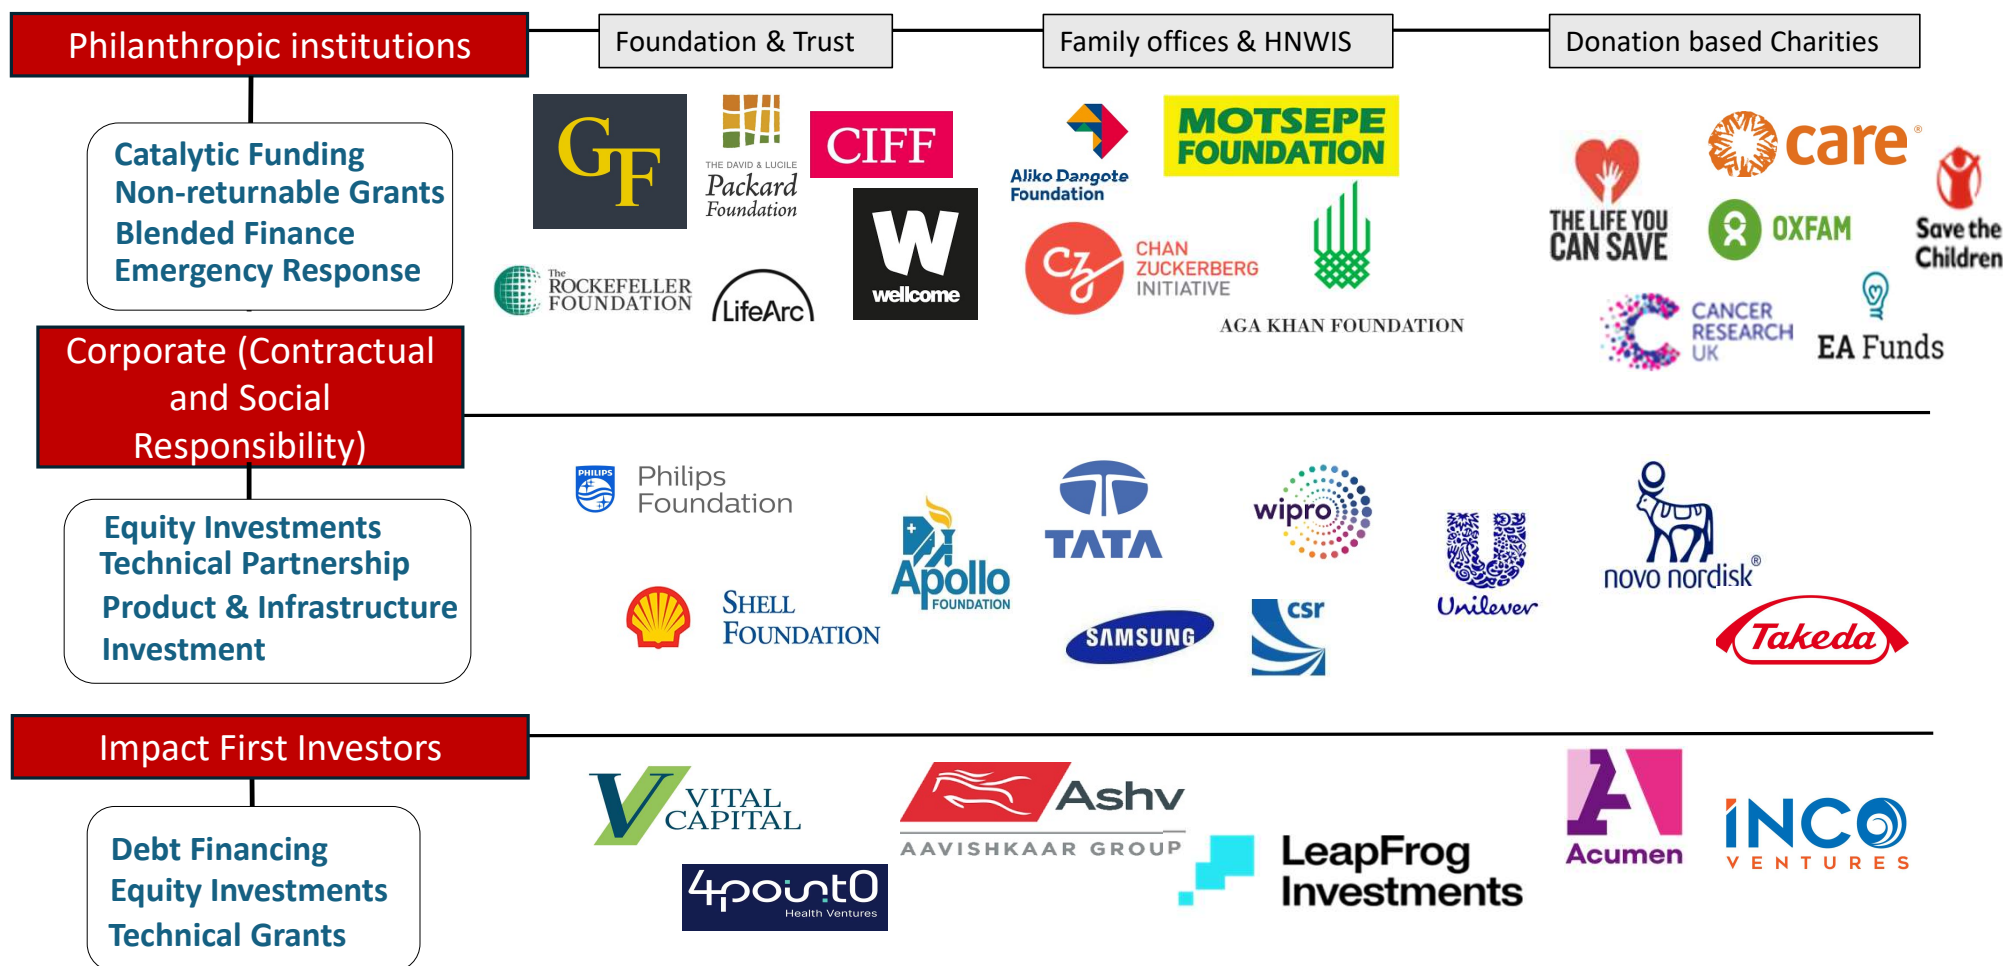 Philanthropic institutions
Foundation & Trust
Family offices & HNWIS
Donation based Charities
Catalytic Funding
Non-returnable Grants
Blended Finance
Emergency Response
GF
THE DAVID & LUCILE
Packard
Foundation
CIFF
The
ROCKEFELLER
FOUNDATION
LifeArc
W
wellcome
Aliko Dangote
Foundation
MOTSEPE
FOUNDATION
CZI
CHAN
ZUCKERBERG
INITIATIVE
AGA KHAN FOUNDATION
THE LIFE YOU
CAN SAVE
care®
OXFAM
Save the
Children
CANCER
RESEARCH
UK
EA Funds
Corporate (Contractual
and Social
Responsibility)
Equity Investments
Technical Partnership
Product & Infrastructure
Investment
PHILIPS
Philips
Foundation
SHELL
FOUNDATION
Apollo
FOUNDATION
TATA
wipro
SAMSUNG
csr
Unilever
novo nordisk®
Takeda
Impact First Investors
Debt Financing
Equity Investments
Technical Grants
VITAL
CAPITAL
4point0
Health Ventures
Ashv
AAVISHKAAR GROUP
LeapFrog
Investments
Acumen
INCO
VENTURES